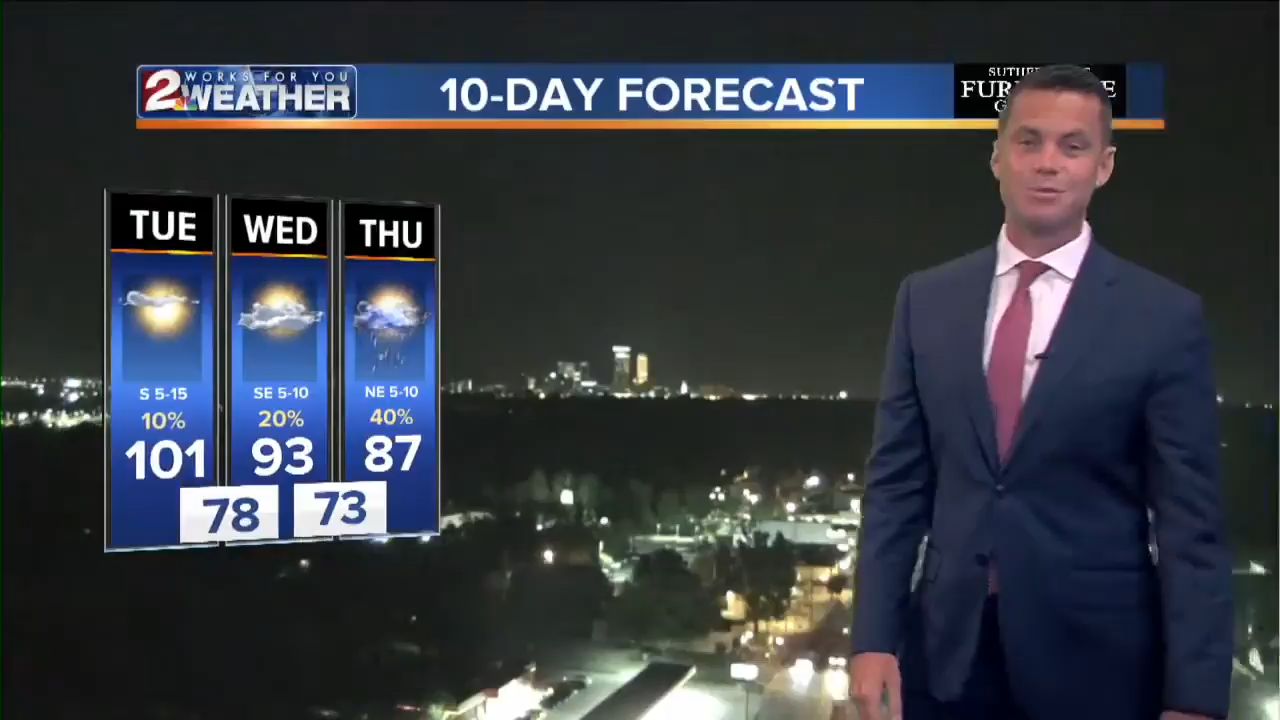 2 WORKS FOR YOU
WEATHER
10-DAY FORECAST
TUE
S 5-15
10%
101
78
WED
SE 5-10
20%
93
73
THU
NE 5-10
40%
87